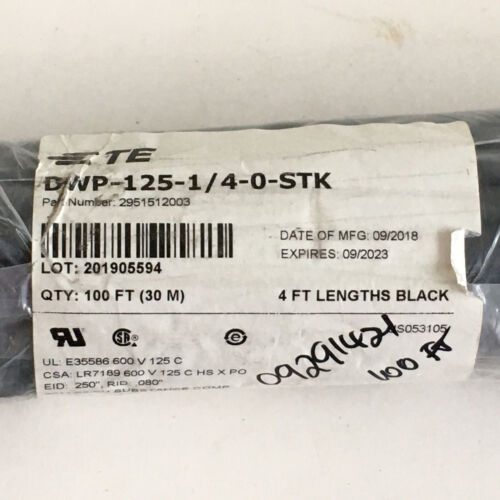 TE
DWP-125-1/4-0-STK
Part Number: 2951512003
DATE OF MFG: 09/2018
EXPIRES: 09/2023
LOT: 201905594
QTY: 100 FT (30 M)
4 FT LENGTHS BLACK
IS053105
UL: E35586 600 V 125 C
CSA: LR7189 600 V 125 C HS X PO
EID: .250", RID: .080"
09291421
100 Ft